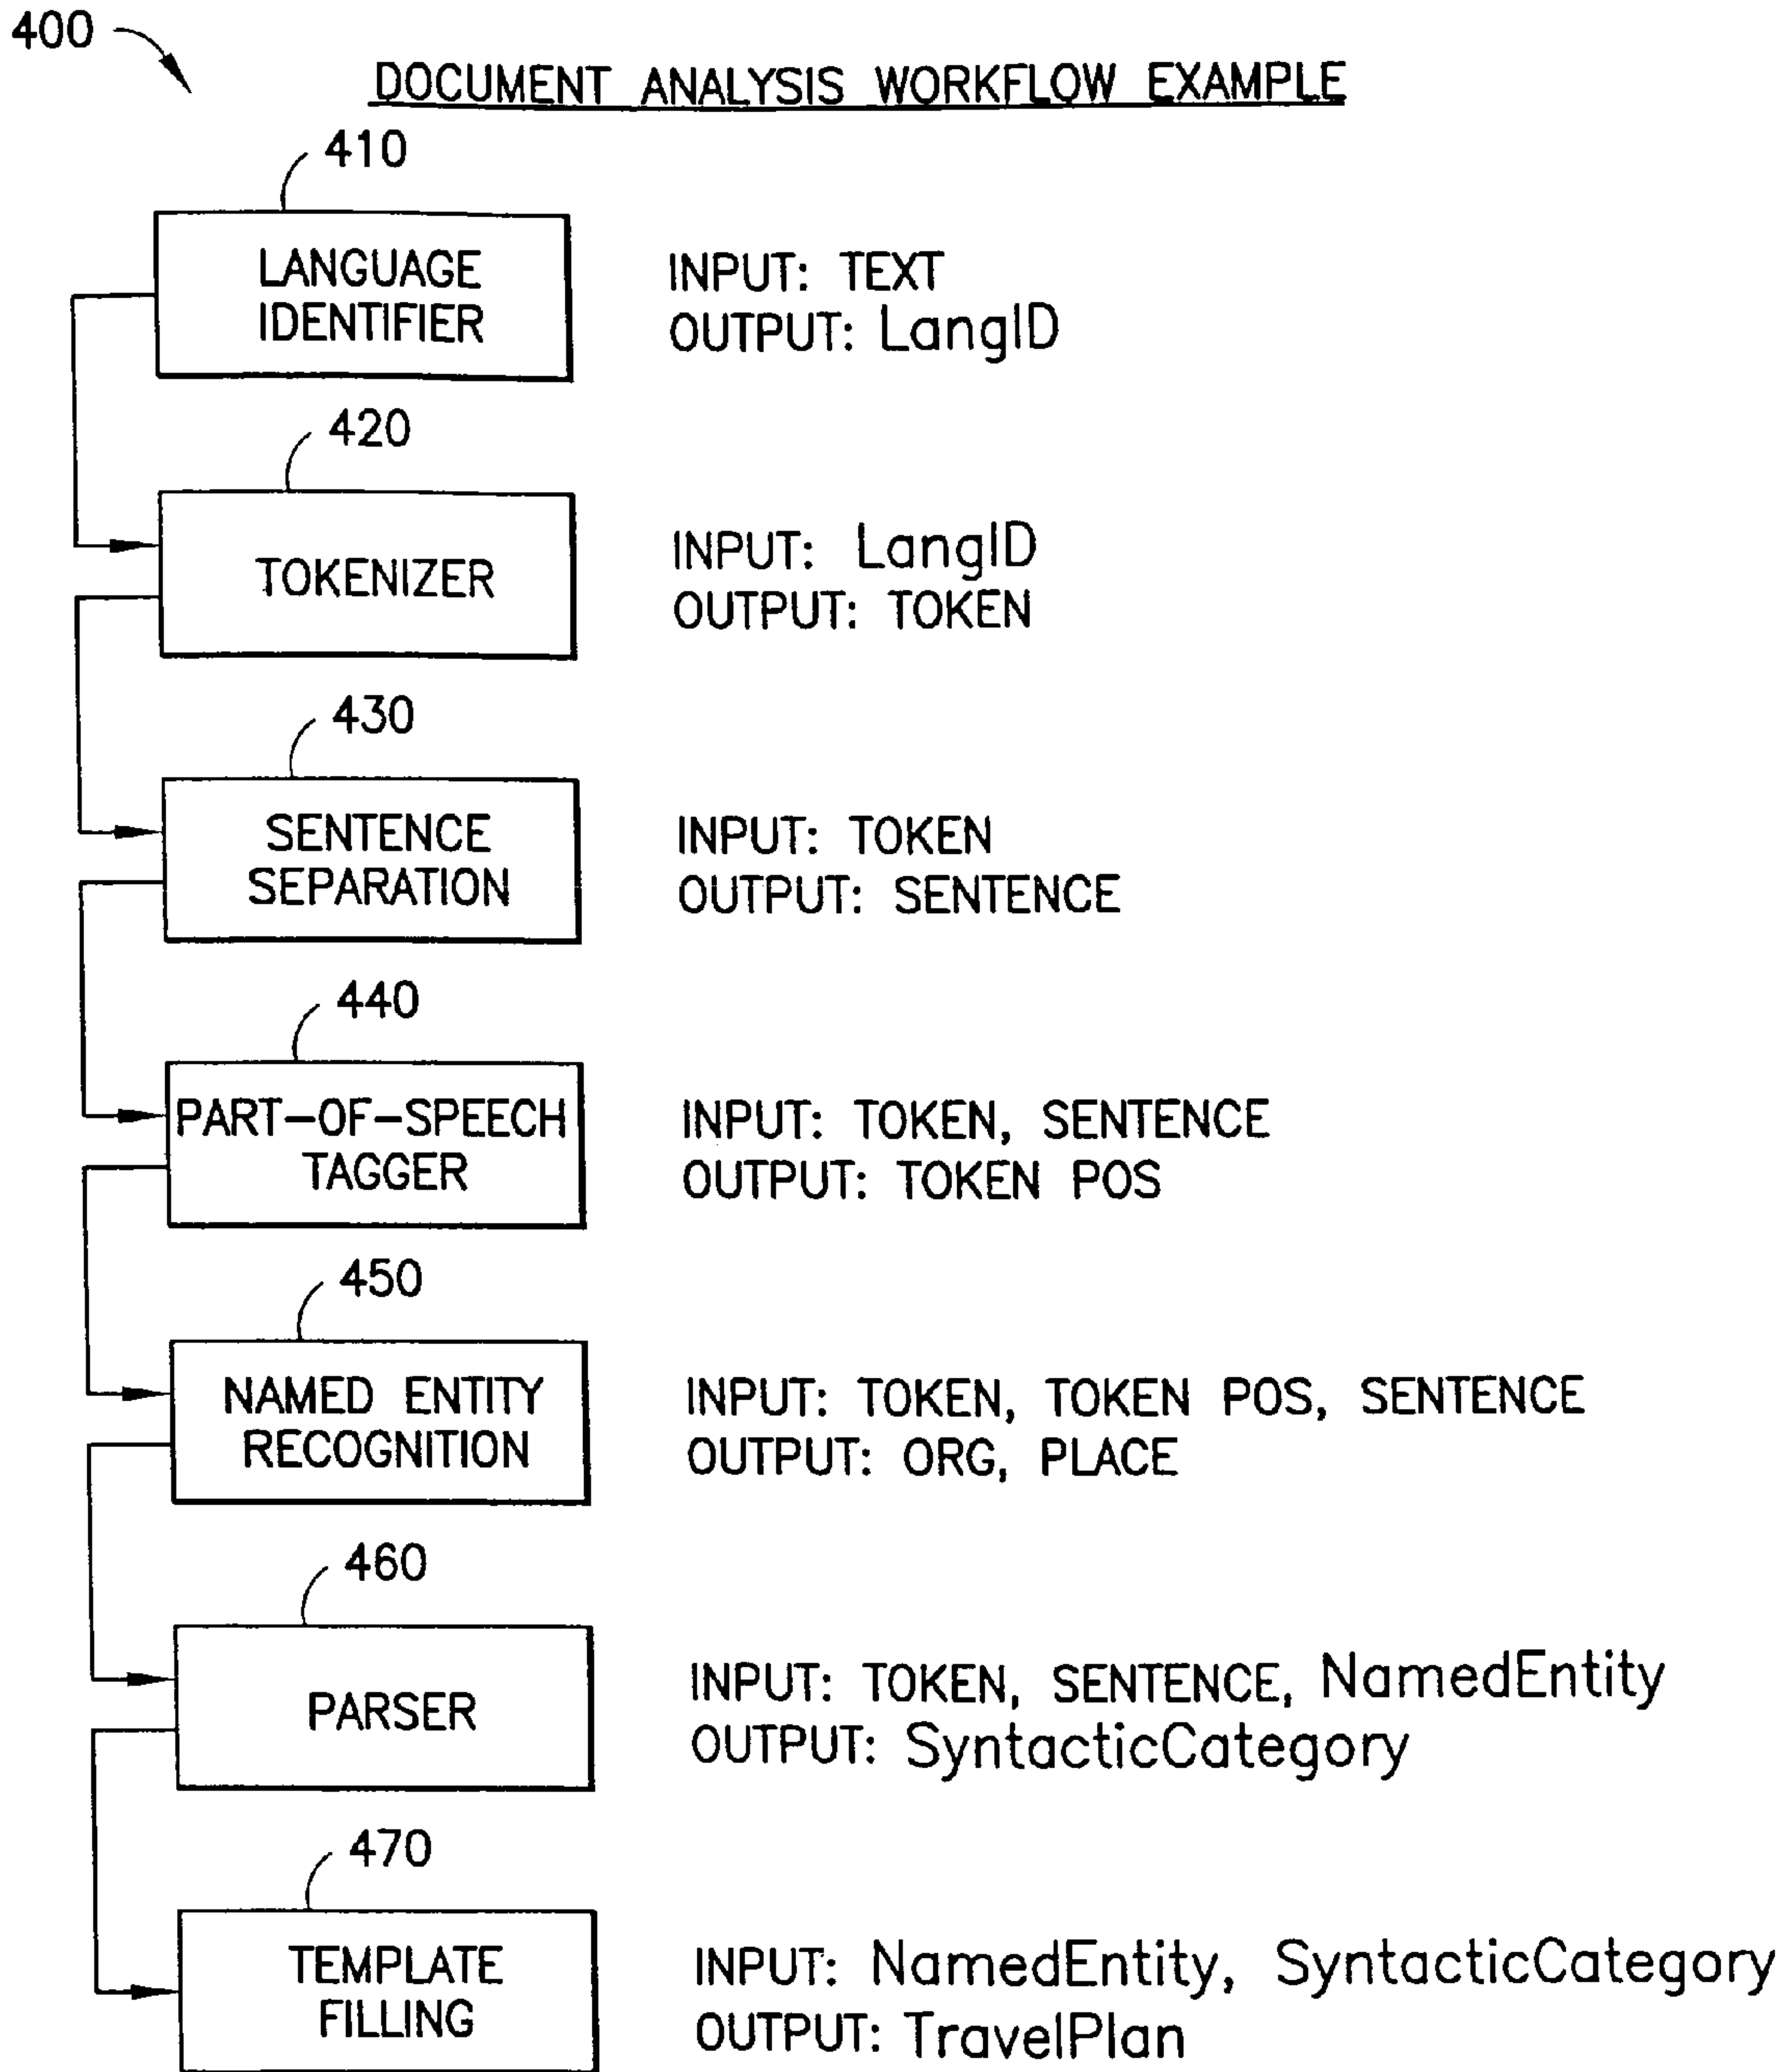 400
DOCUMENT ANALYSIS WORKFLOW EXAMPLE
410
LANGUAGE
IDENTIFIER
INPUT: TEXT
OUTPUT: LangID
420
TOKENIZER
INPUT: LangID
OUTPUT: TOKEN
430
SENTENCE
SEPARATION
INPUT: TOKEN
OUTPUT: SENTENCE
440
PART-OF-SPEECH
TAGGER
INPUT: TOKEN, SENTENCE
OUTPUT: TOKEN POS
450
NAMED ENTITY
RECOGNITION
INPUT: TOKEN, TOKEN POS, SENTENCE
OUTPUT: ORG, PLACE
460
PARSER
INPUT: TOKEN, SENTENCE, NamedEntity
OUTPUT: SyntacticCategory
470
TEMPLATE
FILLING
INPUT: NamedEntity, SyntacticCategory
OUTPUT: TravelPlan